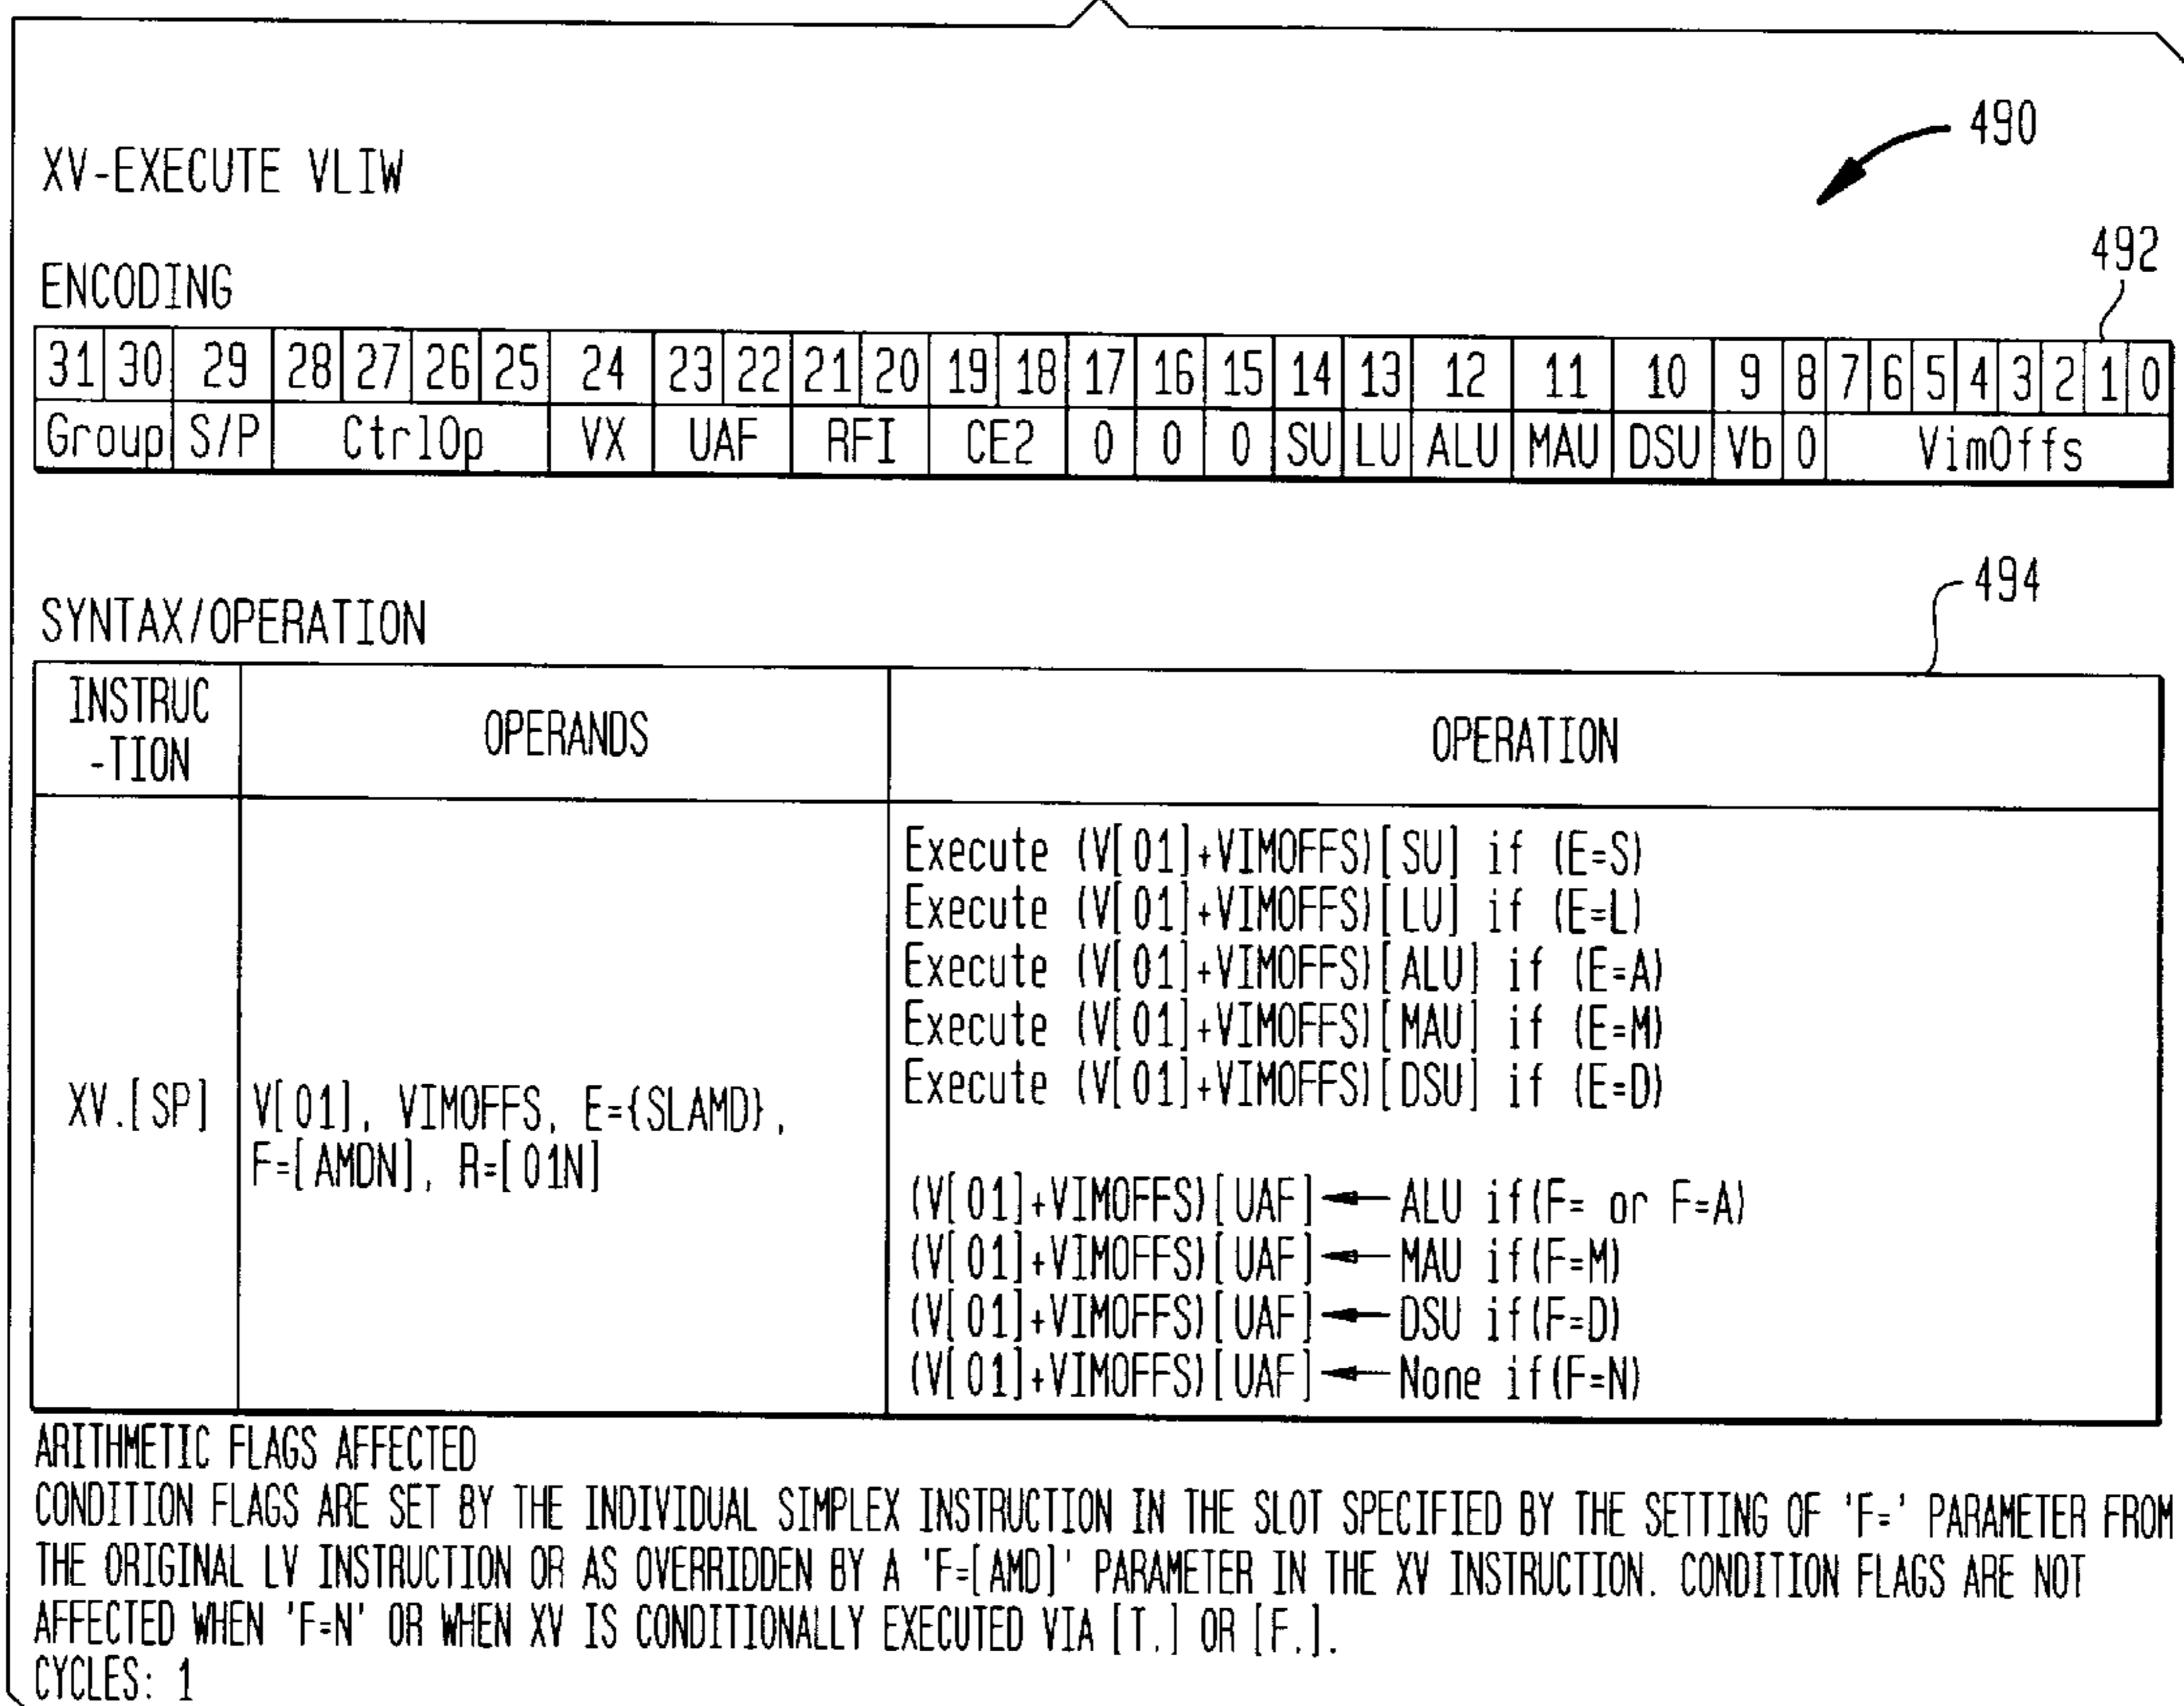 490
XV-EXECUTE VLIW
492
ENCODING
31 30 29 28 27 26 25 24 23 22 21 20 19 18 17 16 15 14 13 12 11 10 9 8 7 6 5 4 3 2 1 0
Group S/P CtrlOp VX UAF RFI CE2 0 0 0 SU LU ALU MAU DSU Vb 0 VimOffs
494
SYNTAX/OPERATION
INSTRUC
-TION
OPERANDS
OPERATION
XV.[SP]
V[01], VIMOFFS, E={SLAMD},
F=[AMDN], R=[01N]
Execute (V[01]+VIMOFFS)[SU] if (E=S)
Execute (V[01]+VIMOFFS)[LU] if (E=L)
Execute (V[01]+VIMOFFS)[ALU] if (E=A)
Execute (V[01]+VIMOFFS)[MAU] if (E=M)
Execute (V[01]+VIMOFFS)[DSU] if (E=D)
(V[01]+VIMOFFS)[UAF]← ALU if(F= or F=A)
(V[01]+VIMOFFS)[UAF]← MAU if(F=M)
(V[01]+VIMOFFS)[UAF]← DSU if(F=D)
(V[01]+VIMOFFS)[UAF]← None if(F=N)
ARITHMETIC FLAGS AFFECTED
CONDITION FLAGS ARE SET BY THE INDIVIDUAL SIMPLEX INSTRUCTION IN THE SLOT SPECIFIED BY THE SETTING OF 'F=' PARAMETER FROM
THE ORIGINAL LV INSTRUCTION OR AS OVERRIDDEN BY A 'F=[AMD]' PARAMETER IN THE XV INSTRUCTION. CONDITION FLAGS ARE NOT
AFFECTED WHEN 'F=N' OR WHEN XV IS CONDITIONALLY EXECUTED VIA [T.] OR [F.].
CYCLES: 1